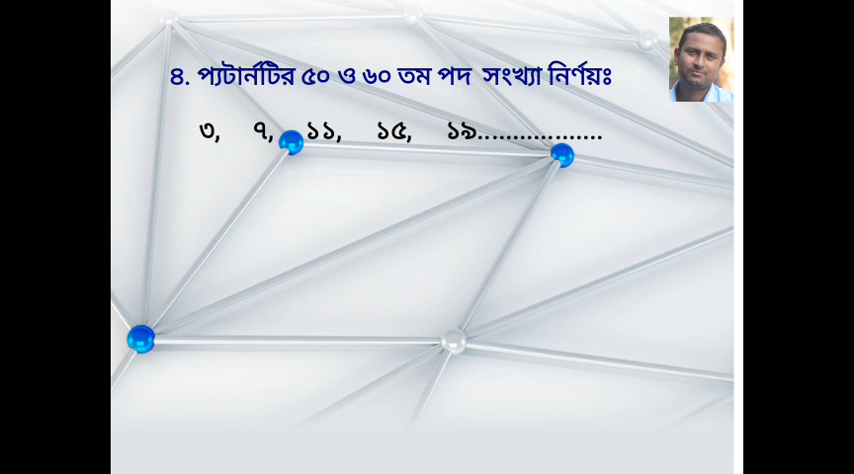 ৪. প্যটার্নটির ৫০ ও ৬০ তম পদ সংখ্যা নির্ণয়ঃ
৩, ৭, ১১, ১৫, ১৯..................